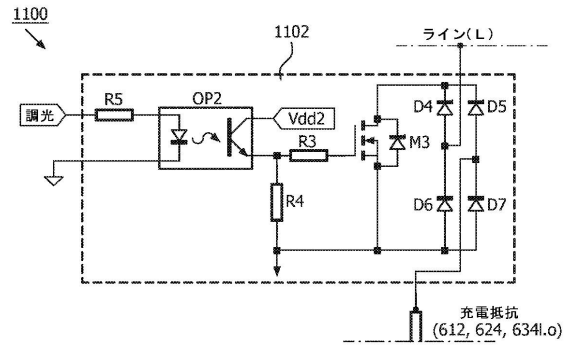 1100
1102
ライン(L)
調光
R5
OP2
Vdd2
R3
R4
M3
D4
D5
D6
D7
充電抵抗
(612, 624, 634i.o)